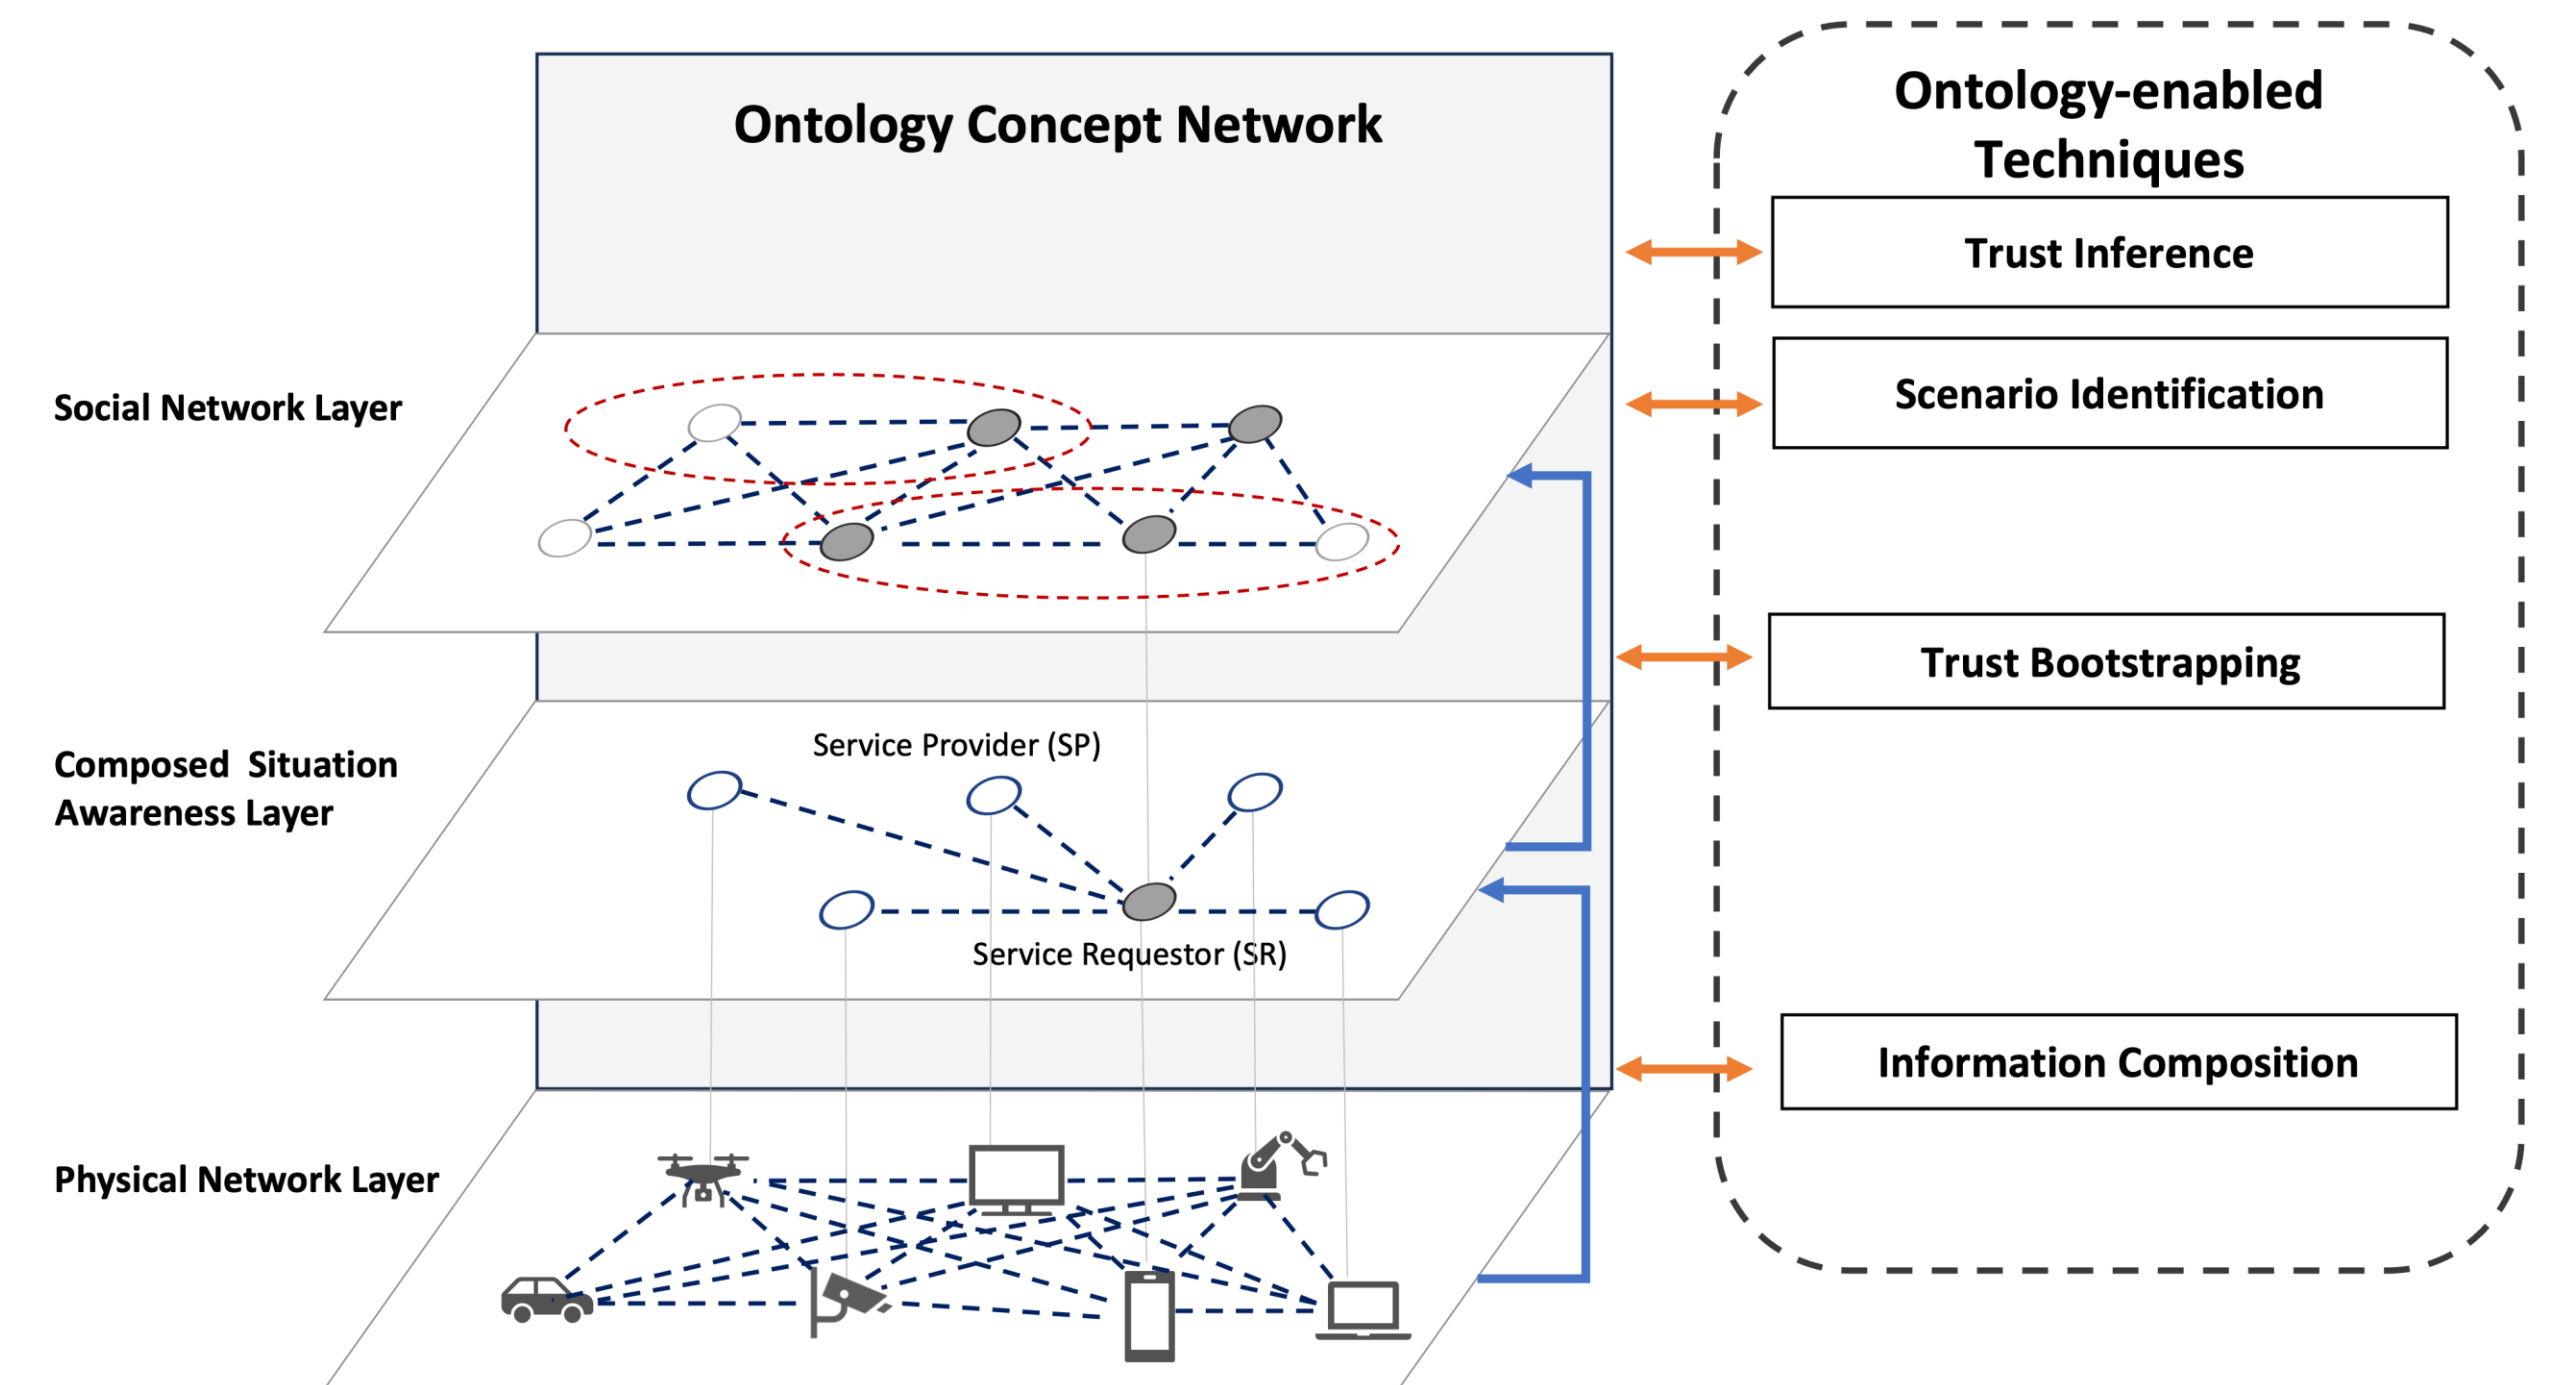 Ontology Concept Network
Ontology-enabled
Techniques
Trust Inference
Scenario Identification
Trust Bootstrapping
Information Composition
Social Network Layer
Composed Situation
Awareness Layer
Service Provider (SP)
Service Requestor (SR)
Physical Network Layer